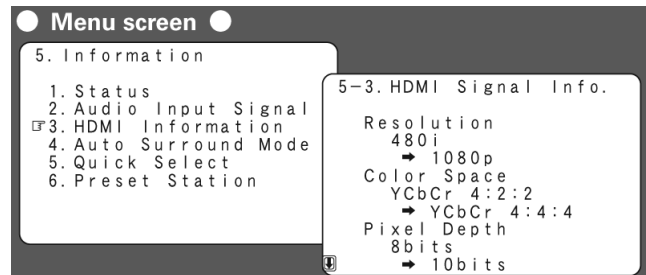 Menu screen
5. Information
1. Status
2. Audio Input Signal
☞3. HDMI Information
4. Auto Surround Mode
5. Quick Select
6. Preset Station
5-3. HDMI Signal Info.
Resolution
480i
➡ 1080p
Color Space
YCbCr 4:2:2
➡ YCbCr 4:4:4
Pixel Depth
8bits
➡ 10bits